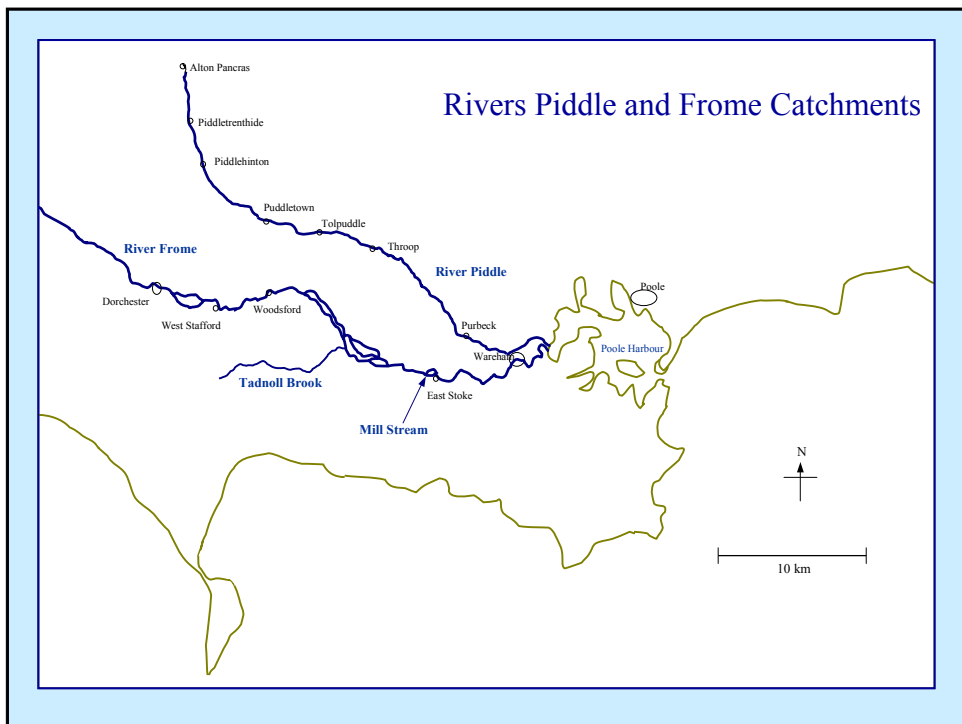 Alton Pancras
Rivers Piddle and Frome Catchments
Piddletrenthide
Piddlehinton
Puddletown
Tolpuddle
River Frome
Throop
River Piddle
Dorchester
Poole
West Stafford
Woodsford
Purbeck
Poole Harbour
Wareham
Tadnoll Brook
East Stoke
Mill Stream
N
10 km